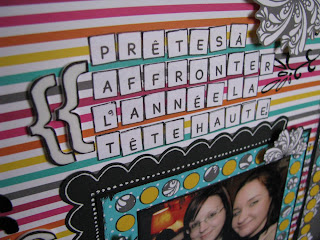 PRÊTES À
AFFRONTER
L'ANNÉE LA
TÊTE HAUTE